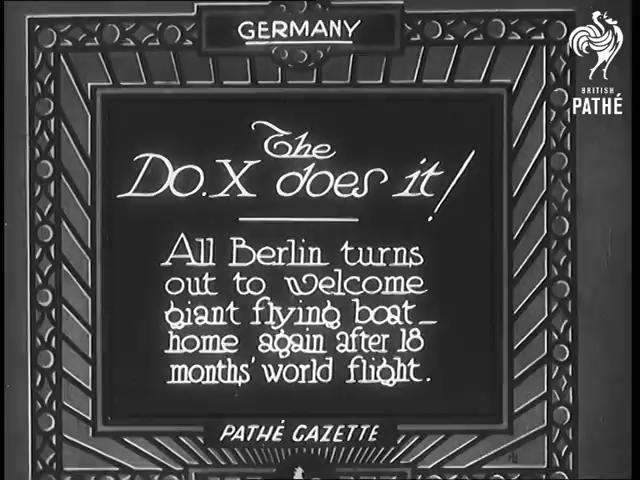 GERMANY
BRITISH
PATHÉ
The
DO.X does it!
All Berlin turns
out to welcome
giant flying boat_
home again after 18
months' world flight.
PATHÉ GAZETTE